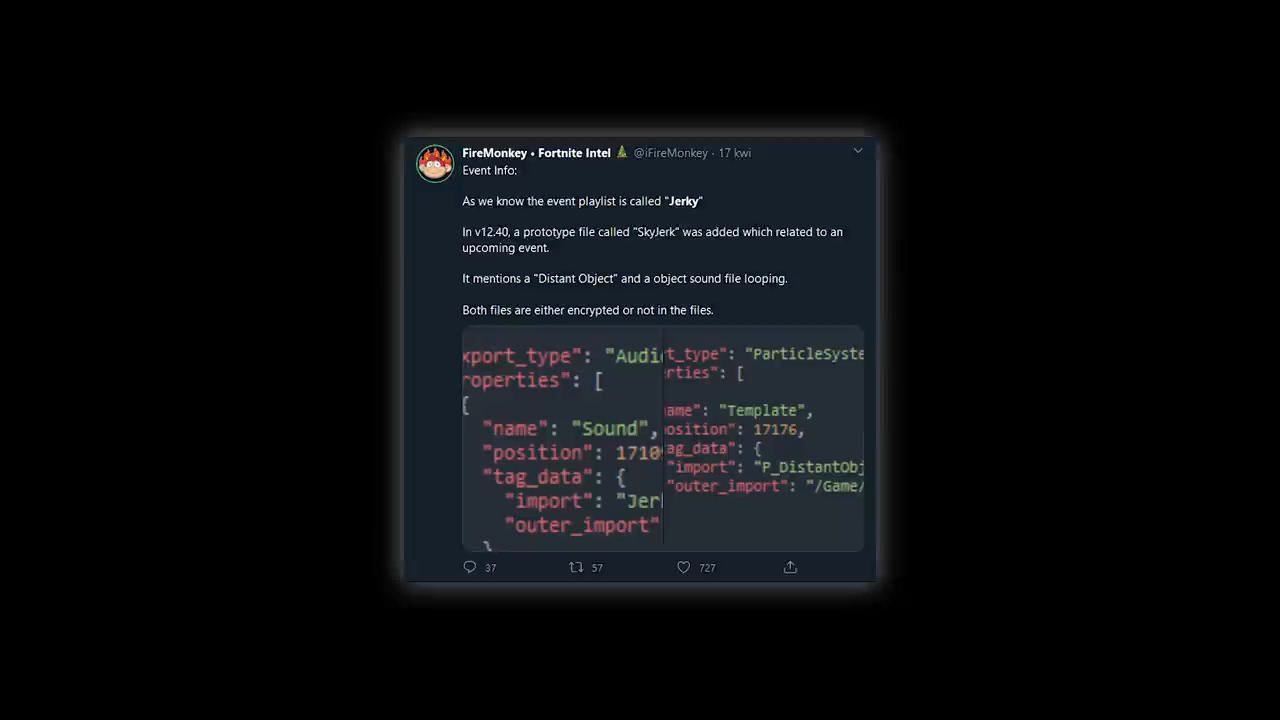 FireMonkey • Fortnite Intel @iFireMonkey · 17 kwi
Event Info:
As we know the event playlist is called "Jerky"
In v12.40, a prototype file called "SkyJerk" was added which related to an
upcoming event.
It mentions a "Distant Object" and a object sound file looping.
Both files are either encrypted or not in the files.
xport_type": "Audi
roperties": [
{
"name": "Sound",
"position": 1710
"tag_data": {
"import": "Jer
"outer_import"
}
t_type": "ParticleSyste
rties": [
ame": "Template",
osition": 17176,
ag_data": {
"import": "P_DistantObj
"outer_import": "/Game/
37 57 727